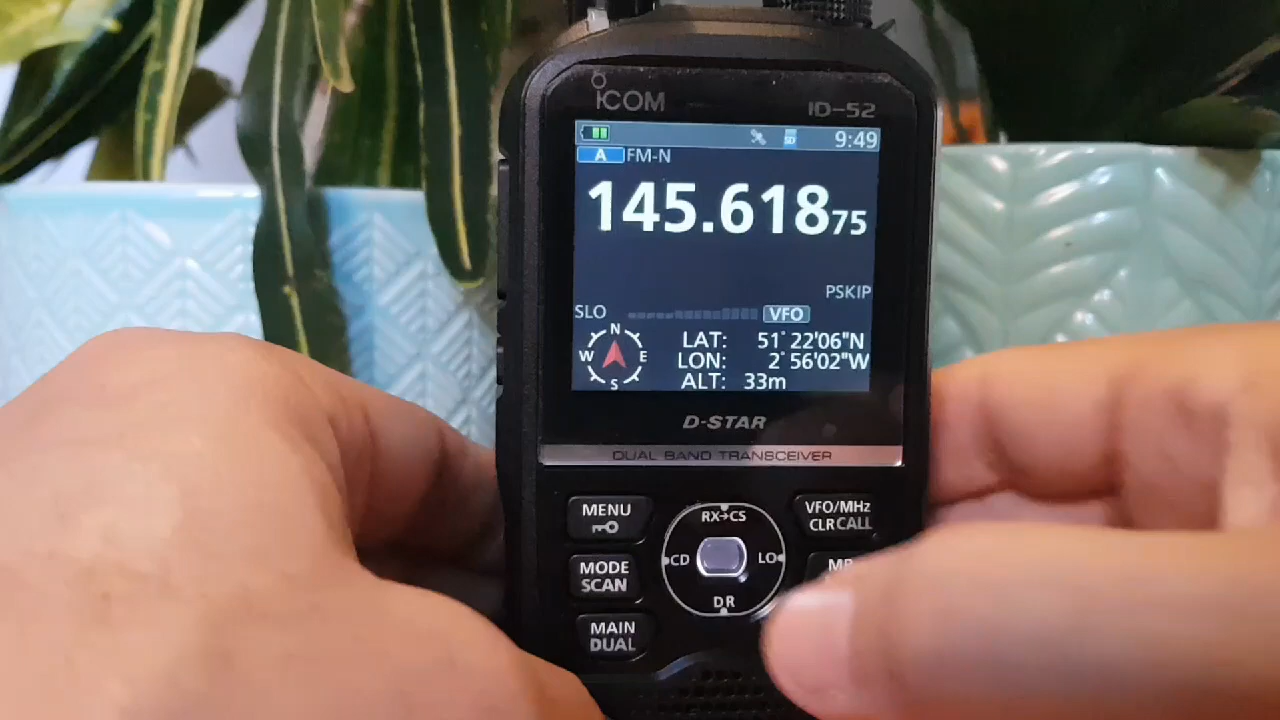 ICOM ID-52
SD 9:49
A FM-N
145.61875
PSKIP
SLO VFO
N
W E
S
LAT: 51° 22'06"N
LON: 2° 56'02"W
ALT: 33m
D-STAR
DUAL BAND TRANSCEIVER
MENU
RX→CS
VFO/MHz
CLR CALL
MODE
SCAN
CD
LO
DR
MAIN
DUAL